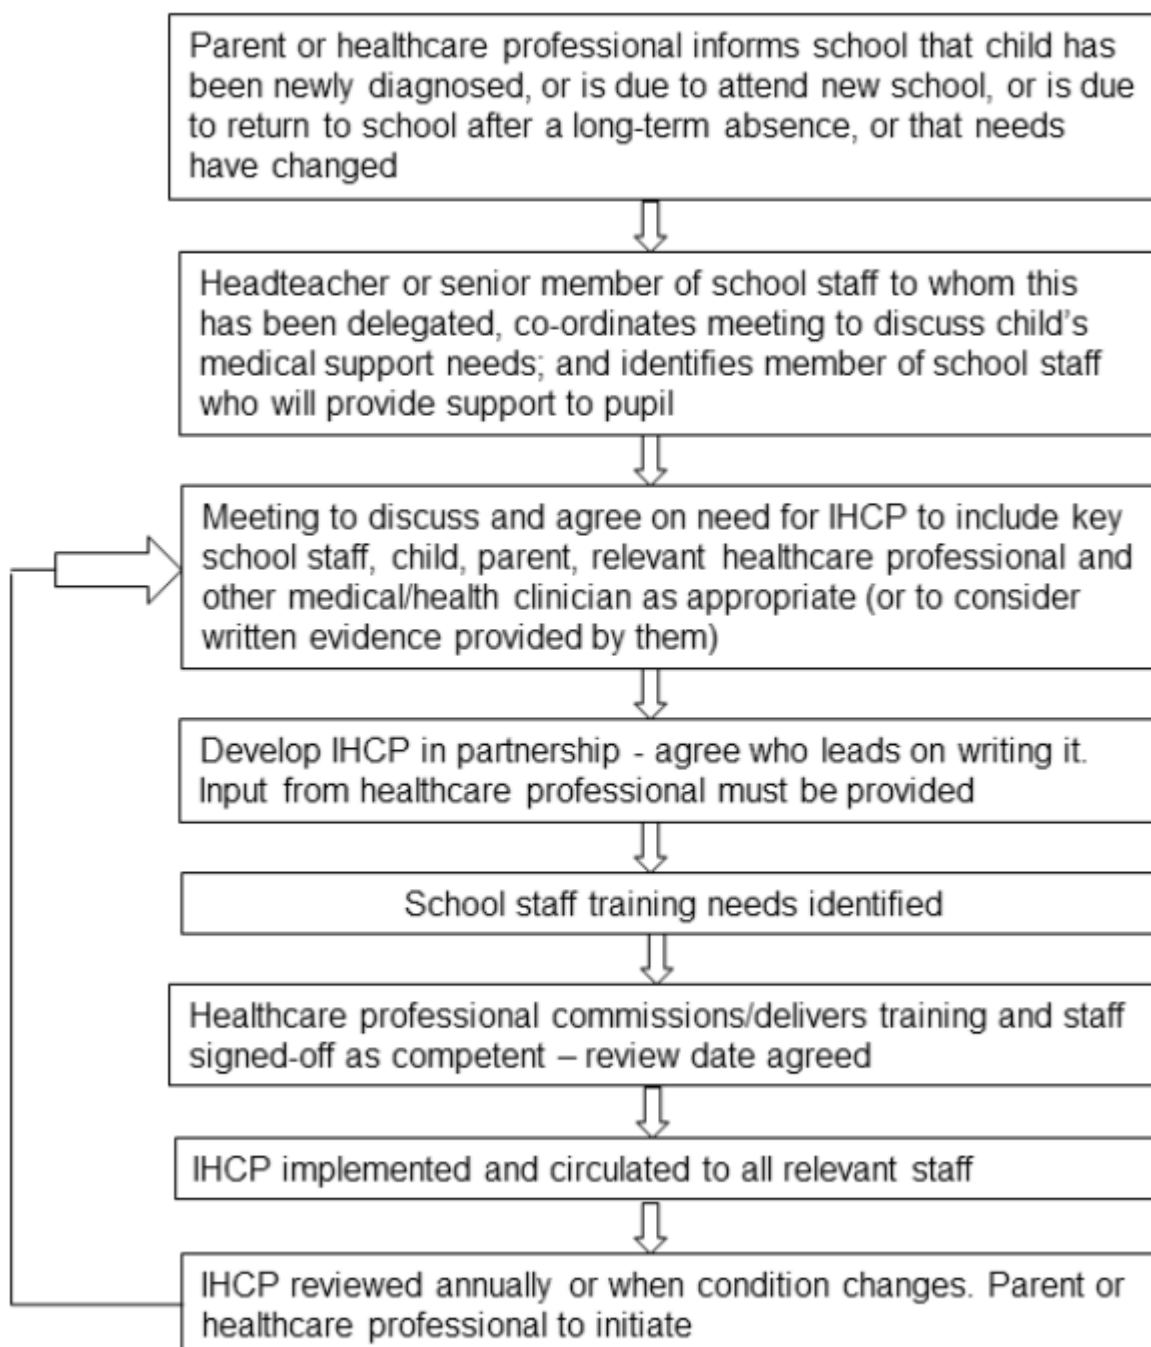 Parent or healthcare professional informs school that child has
been newly diagnosed, or is due to attend new school, or is due
to return to school after a long-term absence, or that needs
have changed
Headteacher or senior member of school staff to whom this
has been delegated, co-ordinates meeting to discuss child's
medical support needs; and identifies member of school staff
who will provide support to pupil
Meeting to discuss and agree on need for IHCP to include key
school staff, child, parent, relevant healthcare professional and
other medical/health clinician as appropriate (or to consider
written evidence provided by them)
Develop IHCP in partnership - agree who leads on writing it.
Input from healthcare professional must be provided
School staff training needs identified
Healthcare professional commissions/delivers training and staff
signed-off as competent – review date agreed
IHCP implemented and circulated to all relevant staff
IHCP reviewed annually or when condition changes. Parent or
healthcare professional to initiate